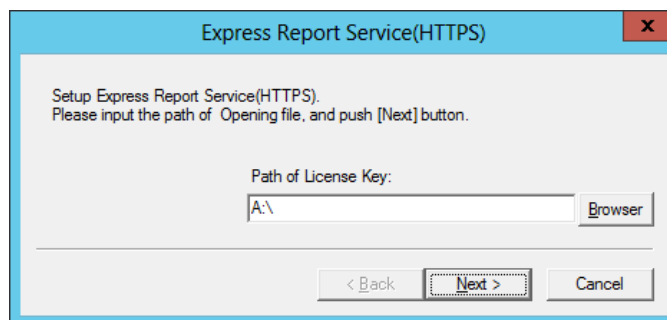 Express Report Service(HTTPS)
x
Setup Express Report Service(HTTPS).
Please input the path of  Opening file, and push [Next] button.
Path of License Key:
A:\
Browser
< Back
Next >
Cancel